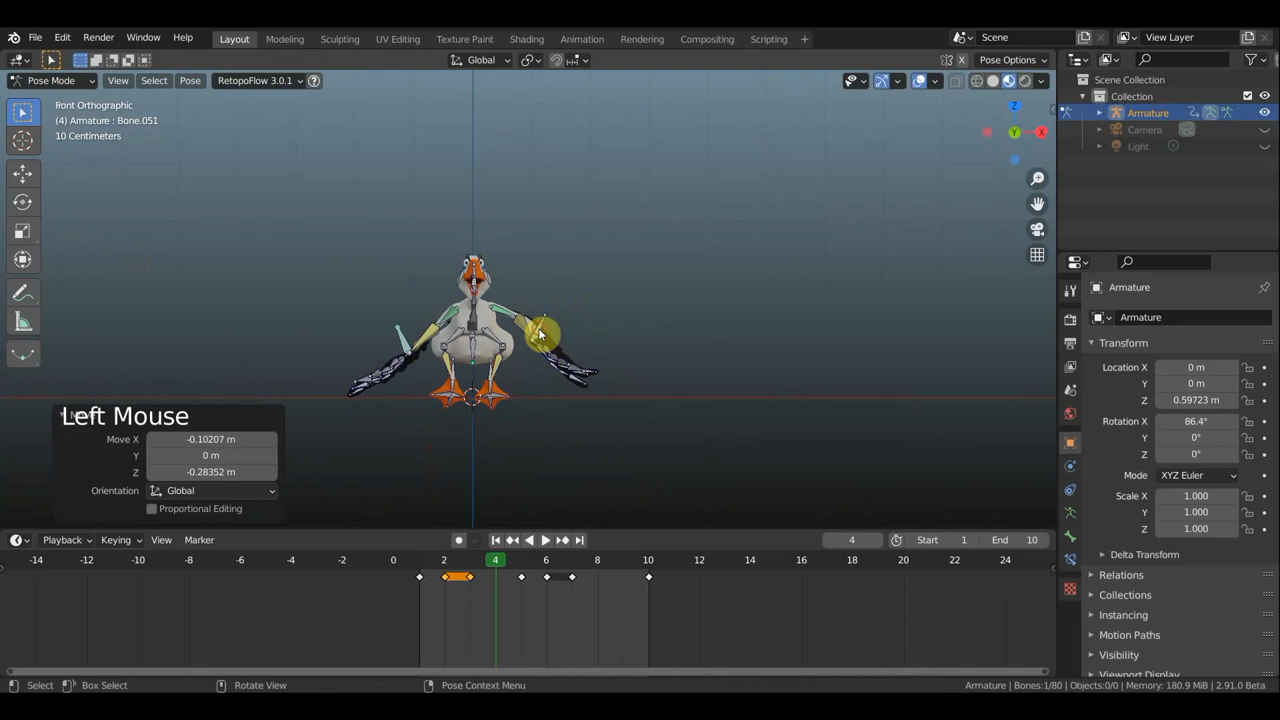 File Edit Render Window Help Layout Modeling Sculpting UV Editing Texture Paint Shading Animation Rendering Compositing Scripting + Scene View Layer
Global X Pose Options
Pose Mode View Select Pose RetopoFlow 3.0.1
Scene Collection
Collection
Armature
Camera
Light
Front Orthographic
(4) Armature : Bone.051
10 Centimeters
Z
Y
X
Left Mouse
Move X -0.10207 m
Y 0 m
Z -0.28352 m
Orientation Global
Proportional Editing
Armature
Armature
Transform
Location X 0 m
Y 0 m
Z 0.59723 m
Rotation X 86.4°
Y 0°
Z 0°
Mode XYZ Euler
Scale X 1.000
Y 1.000
Z 1.000
Delta Transform
Relations
Collections
Instancing
Motion Paths
Visibility
Viewport Display
Playback Keying View Marker 4 Start 1 End 10
-14 -12 -10 -8 -6 -4 -2 0 2 4 6 8 10 12 14 16 18 20 22 24
Select Box Select Rotate View Pose Context Menu Armature | Bones:1/80 | Objects:0/0 | Memory: 180.9 MiB | 2.91.0 Beta